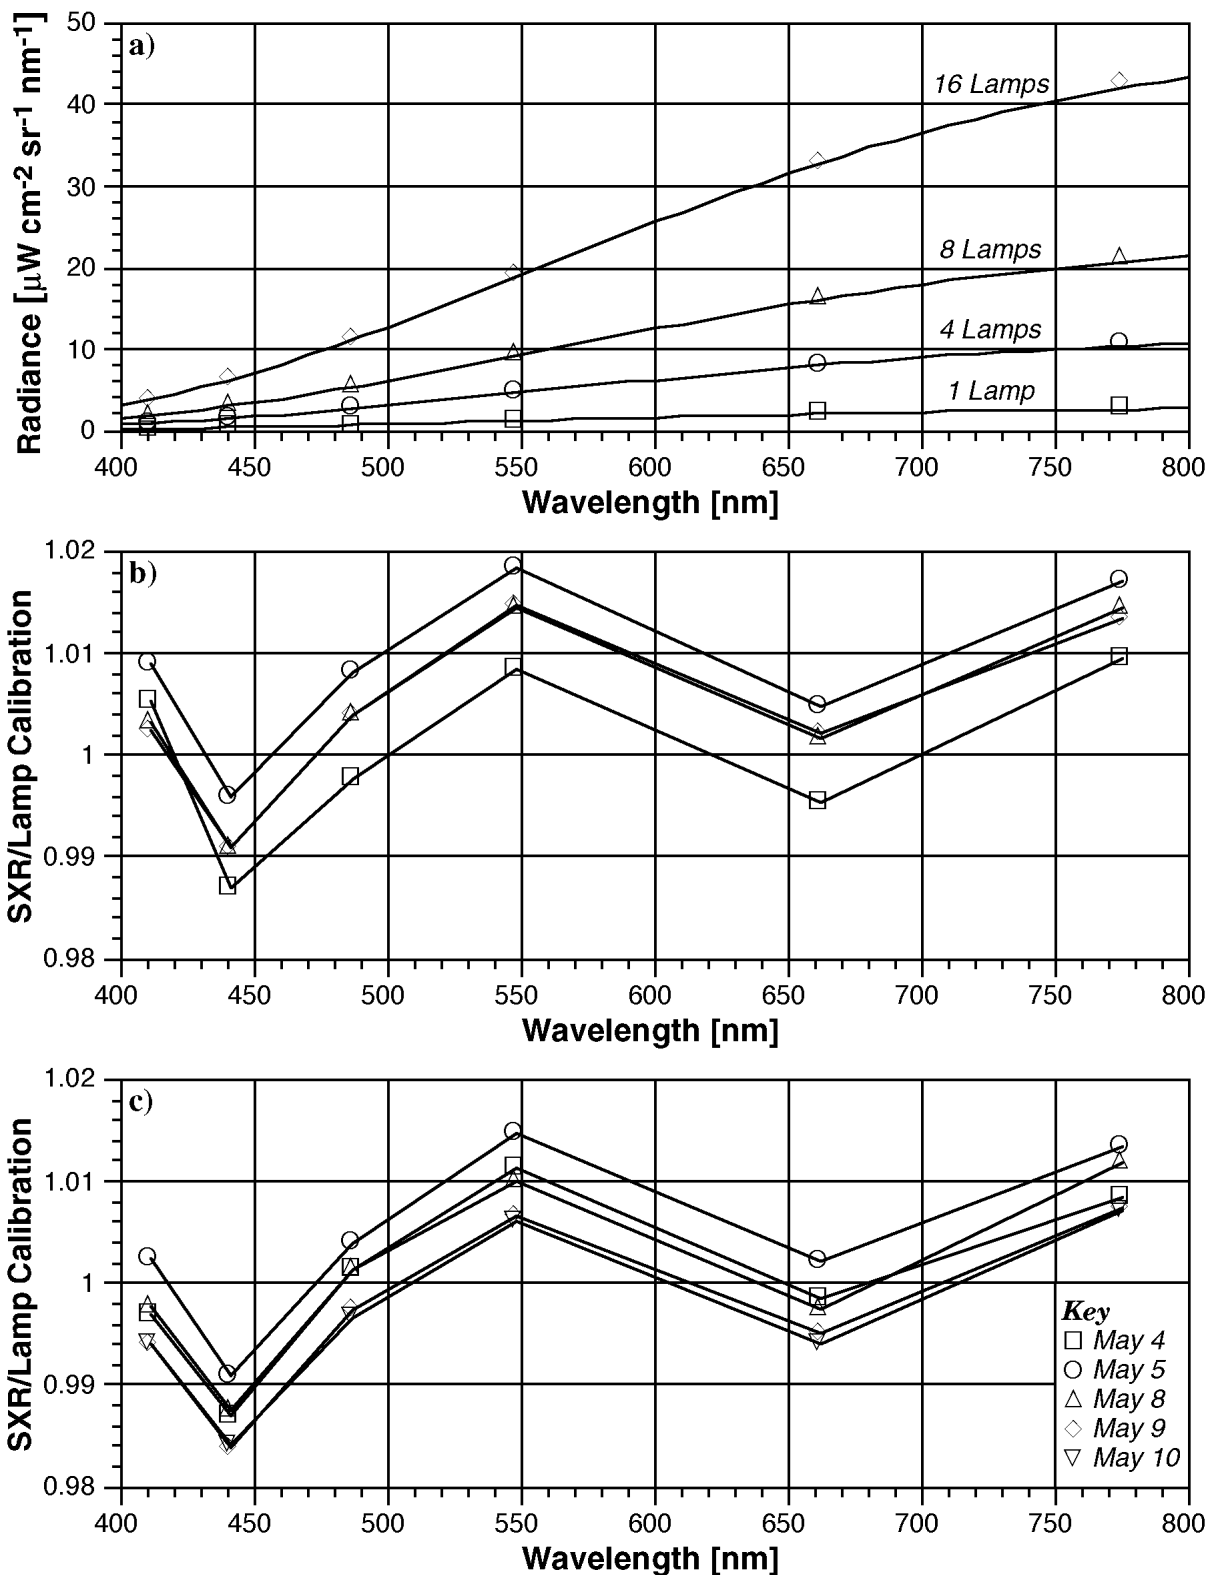 a)
Radiance [μW cm-2 sr-1 nm-1]
50
40
30
20
10
0
16 Lamps
8 Lamps
4 Lamps
1 Lamp
400 450 500 550 600 650 700 750 800
Wavelength [nm]
b)
SXR/Lamp Calibration
1.02
1.01
1
0.99
0.98
400 450 500 550 600 650 700 750 800
Wavelength [nm]
c)
SXR/Lamp Calibration
1.02
1.01
1
0.99
0.98
Key
May 4
May 5
May 8
May 9
May 10
400 450 500 550 600 650 700 750 800
Wavelength [nm]